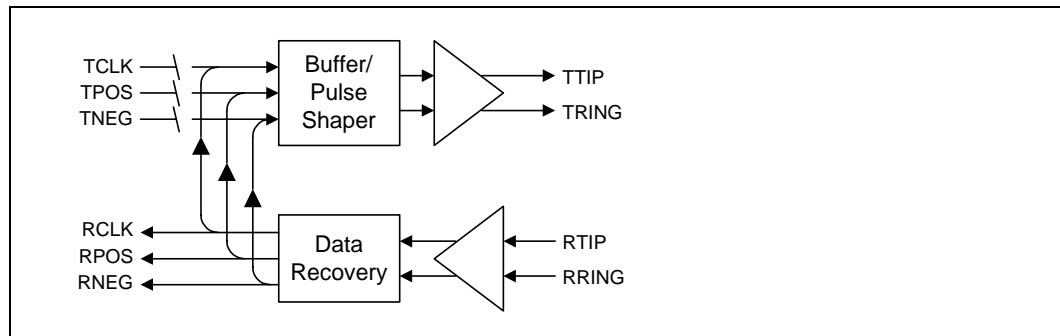 TCLK
TPOS
TNEG
Buffer/
Pulse
Shaper
TTIP
TRING
RCLK
RPOS
RNEG
Data
Recovery
RTIP
RRING